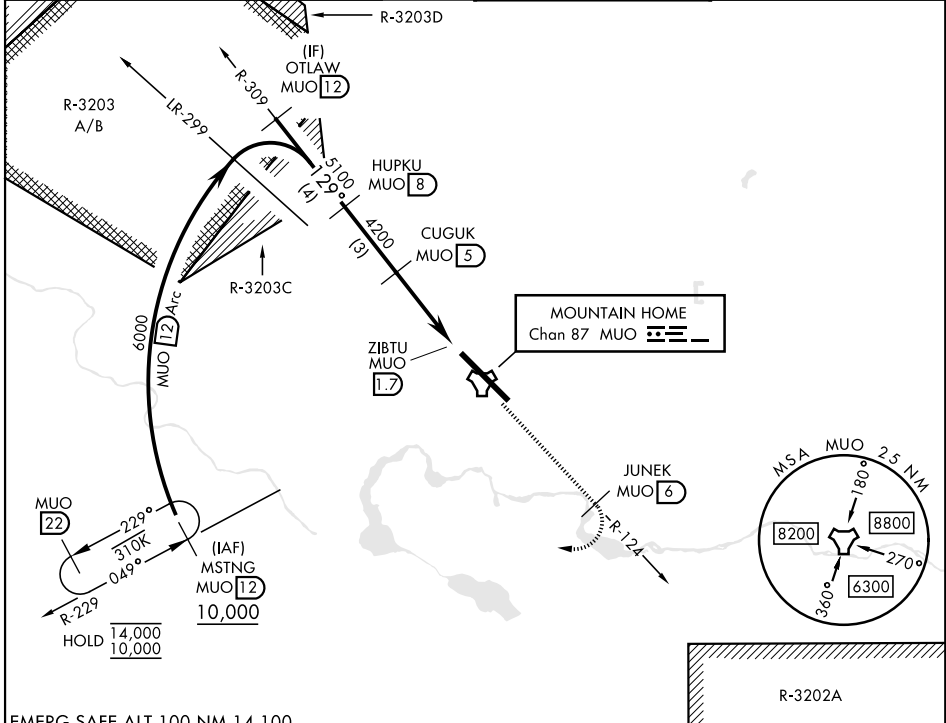 R-3203D
(IF)
OTLAW
MUO 12
R-309
LR-299
R-3203
A/B
5100
129°
(4)
HUPKU
MUO 8
4200
(3)
CUGUK
MUO 5
R-3203C
6000
MUO 12 Arc
MOUNTAIN HOME
Chan 87 MUO
ZIBTU
MUO
1.7
JUNEK
MUO 6
R-124
MSA MUO 25 NM
180°
8200
8800
270°
6300
360°
MUO
22
229°
310K
049°
R-229
(IAF)
MSTNG
MUO 12
10,000
HOLD 14,000
10,000
R-3202A
EMERG SAFE ALT 100 NM 14,100